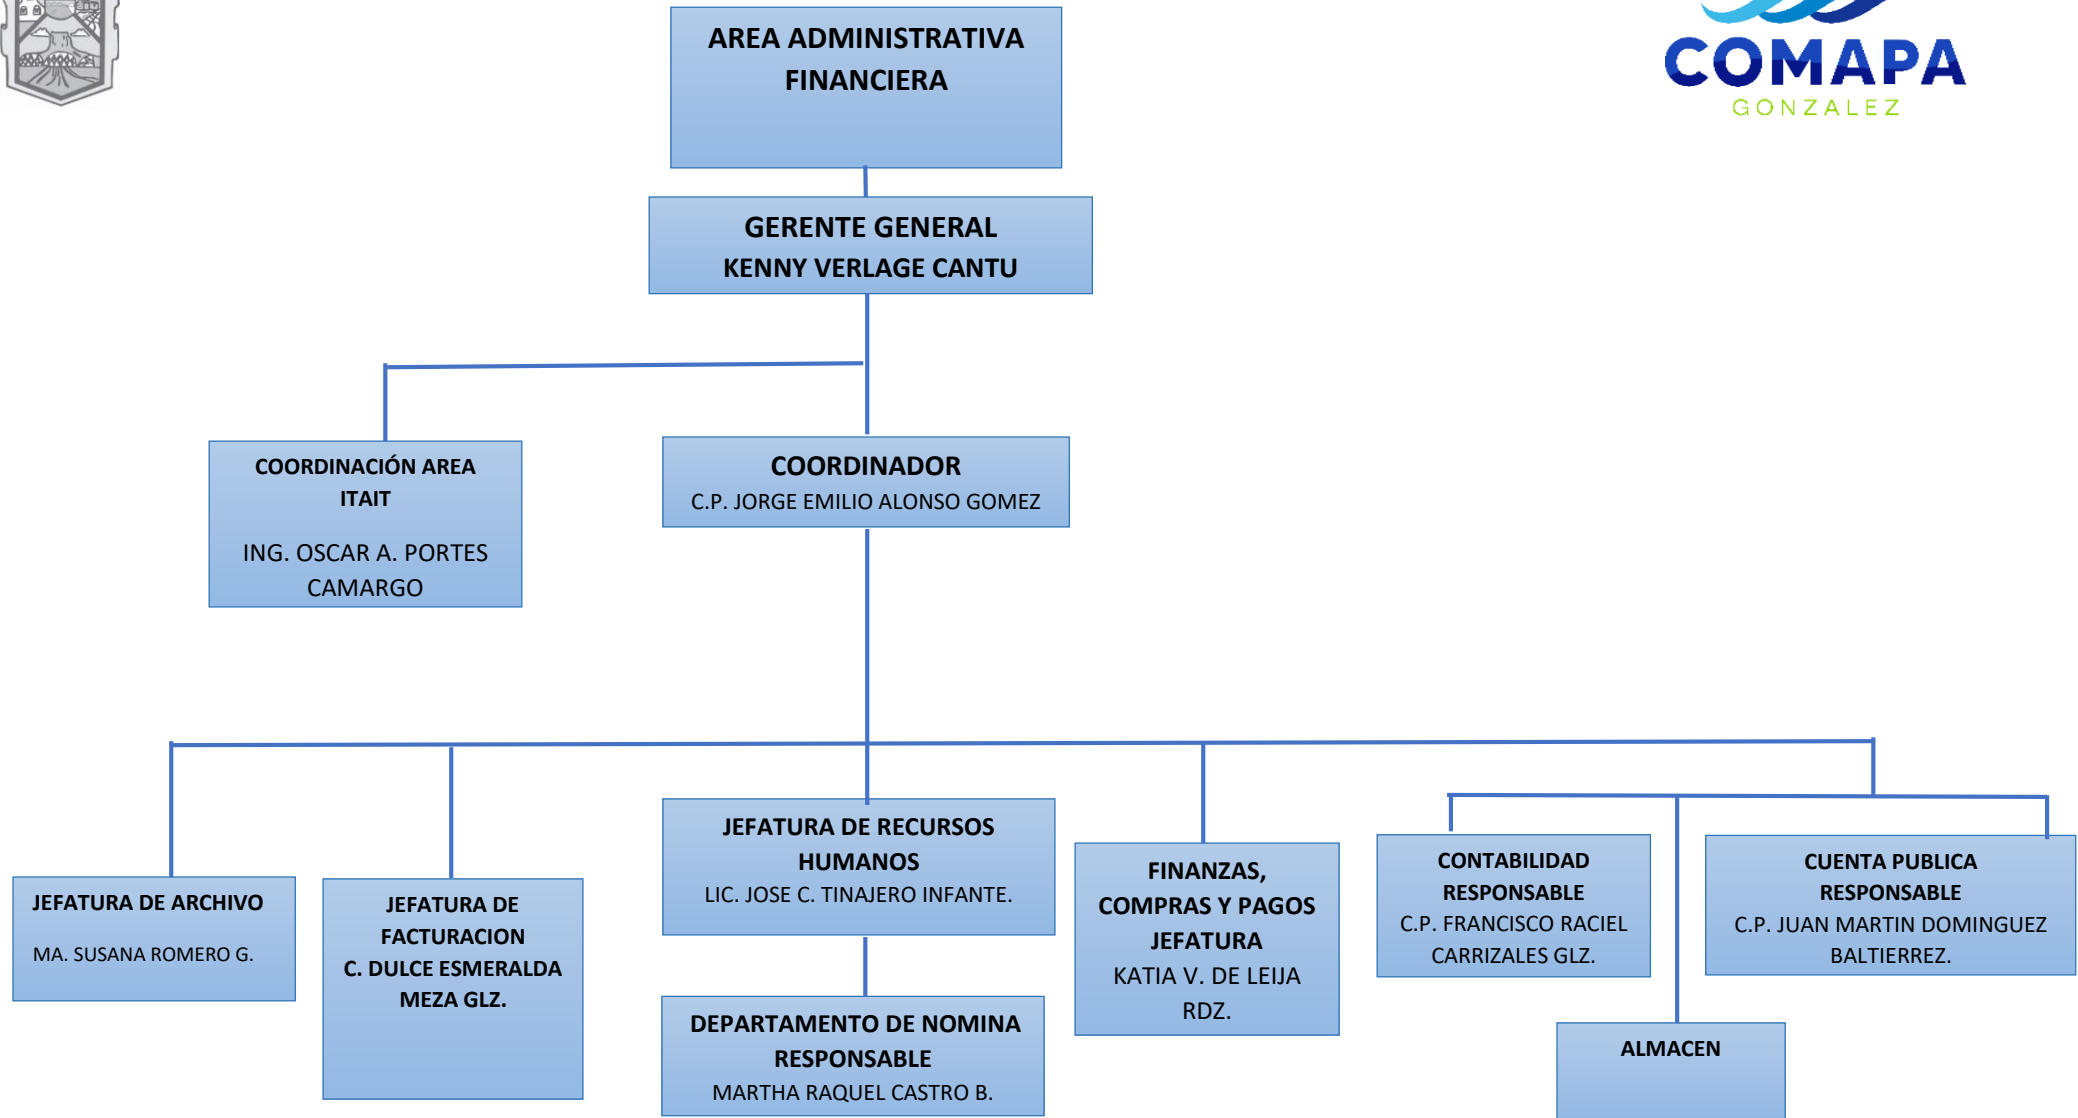 AREA ADMINISTRATIVA
FINANCIERA
COMAPA
GONZALEZ
GERENTE GENERAL
KENNY VERLAGE CANTU
COORDINACIÓN AREA
ITAIT
ING. OSCAR A. PORTES
CAMARGO
COORDINADOR
C.P. JORGE EMILIO ALONSO GOMEZ
JEFATURA DE ARCHIVO
MA. SUSANA ROMERO G.
JEFATURA DE
FACTURACION
C. DULCE ESMERALDA
MEZA GLZ.
JEFATURA DE RECURSOS
HUMANOS
LIC. JOSE C. TINAJERO INFANTE.
DEPARTAMENTO DE NOMINA
RESPONSABLE
MARTHA RAQUEL CASTRO B.
FINANZAS,
COMPRAS Y PAGOS
JEFATURA
KATIA V. DE LEIJA
RDZ.
CONTABILIDAD
RESPONSABLE
C.P. FRANCISCO RACIEL
CARRIZALES GLZ.
CUENTA PUBLICA
RESPONSABLE
C.P. JUAN MARTIN DOMINGUEZ
BALTIERREZ.
ALMACEN